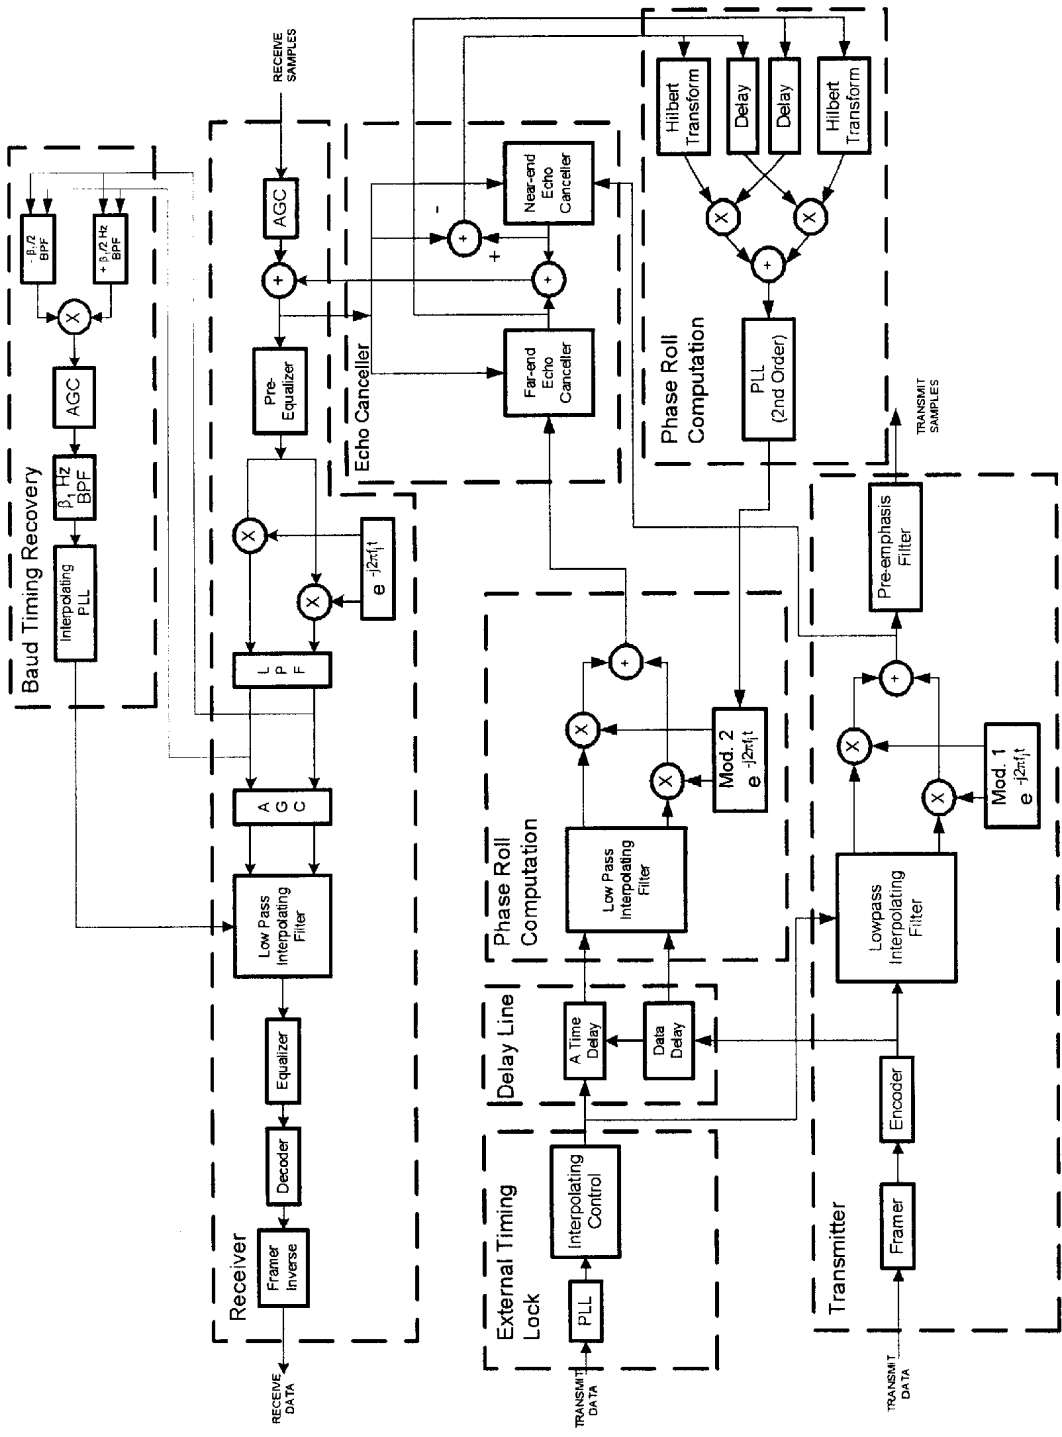 Baud Timing Recovery
Interpolating
PLL
β₁ Hz
BPF
AGC
X
- β₁/2
BPF
+ β₁/2 Hz
BPF
Receiver
RECEIVE
DATA
Framer
Inverse
Decoder
Equalizer
Low Pass
Interpolating
Filter
A
G
C
L
P
F
X
X
e -j2πfᵢt
Pre-
Equalizer
+
AGC
RECEIVE
SAMPLES
Echo Canceller
Far-end
Echo
Canceller
+
+
-
+
Near-end
Echo
Canceller
External Timing
Lock
TRANSMIT
DATA
PLL
Interpolating
Control
Delay Line
A Time
Delay
Data
Delay
Phase Roll
Computation
Low Pass
Interpolating
Filter
X
X
Mod. 2
e -j2πfᵢt
+
Phase Roll
Computation
PLL
(2nd Order)
+
X
X
Hilbert
Transform
Delay
Delay
Hilbert
Transform
Transmitter
TRANSMIT
DATA
Framer
Encoder
Lowpass
Interpolating
Filter
X
X
Mod. 1
e -j2πfᵢt
+
Pre-emphasis
Filter
TRANSMIT
SAMPLES